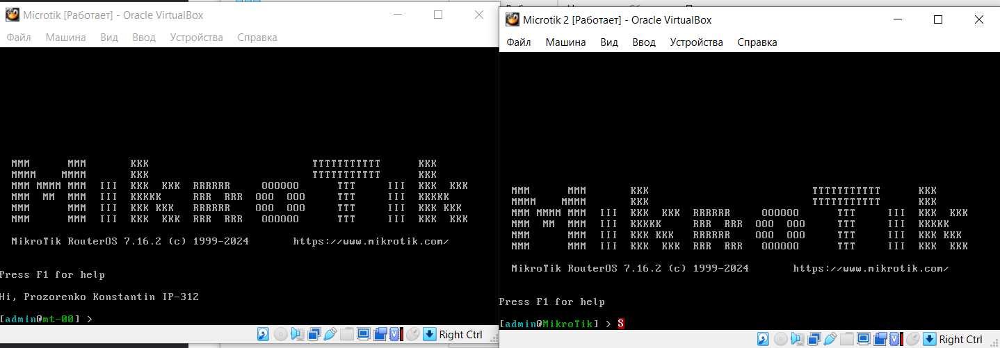 Microtik [Работает] - Oracle VirtualBox
Файл Машина Вид Ввод Устройства Справка
MMM      MMM       KKK                          TTTTTTTTTTT      KKK
MMMM    MMMM       KKK                          TTTTTTTTTTT      KKK
MMM MMMM MMM  III  KKK  KKK  RRRRRR     OOOOOO      TTT     III  KKK  KKK
MMM  MM  MMM  III  KKKKK     RRR  RRR  OOO  OOO     TTT     III  KKKKK
MMM      MMM  III  KKK KKK   RRRRRR    OOO  OOO     TTT     III  KKK KKK
MMM      MMM  III  KKK  KKK  RRR  RRR   OOOOOO      TTT     III  KKK  KKK
MikroTik RouterOS 7.16.2 (c) 1999-2024       https://www.mikrotik.com/
Press F1 for help
Hi, Prozorenko Konstantin IP-312
[admin@mt-00] >
Right Ctrl
Microtik 2 [Работает] - Oracle VirtualBox
Файл Машина Вид Ввод Устройства Справка
MMM      MMM       KKK                          TTTTTTTTTTT      KKK
MMMM    MMMM       KKK                          TTTTTTTTTTT      KKK
MMM MMMM MMM  III  KKK  KKK  RRRRRR     OOOOOO      TTT     III  KKK  KKK
MMM  MM  MMM  III  KKKKK     RRR  RRR  OOO  OOO     TTT     III  KKKKK
MMM      MMM  III  KKK KKK   RRRRRR    OOO  OOO     TTT     III  KKK KKK
MMM      MMM  III  KKK  KKK  RRR  RRR   OOOOOO      TTT     III  KKK  KKK
MikroTik RouterOS 7.16.2 (c) 1999-2024       https://www.mikrotik.com/
Press F1 for help
[admin@MikroTik] > S
Right Ctrl